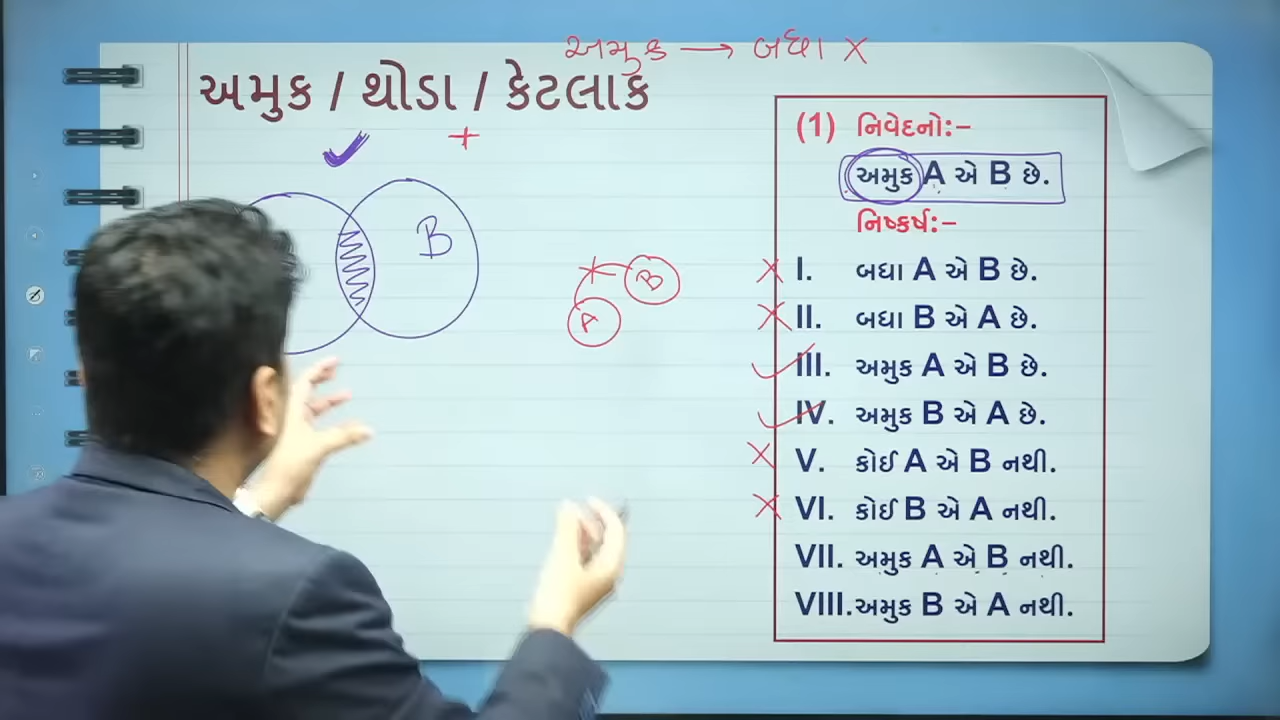 અમુક → બધા X
અમુક / થોડા / કેટલાક
(1) નિવેદનો:–
અમુક A એ B છે.
નિષ્કર્ષ:–
I. બધા A એ B છે.
II. બધા B એ A છે.
III. અમુક A એ B છે.
IV. અમુક B એ A છે.
V. કોઈ A એ B નથી.
VI. કોઈ B એ A નથી.
VII. અમુક A એ B નથી.
VIII. અમુક B એ A નથી.
B
B
A